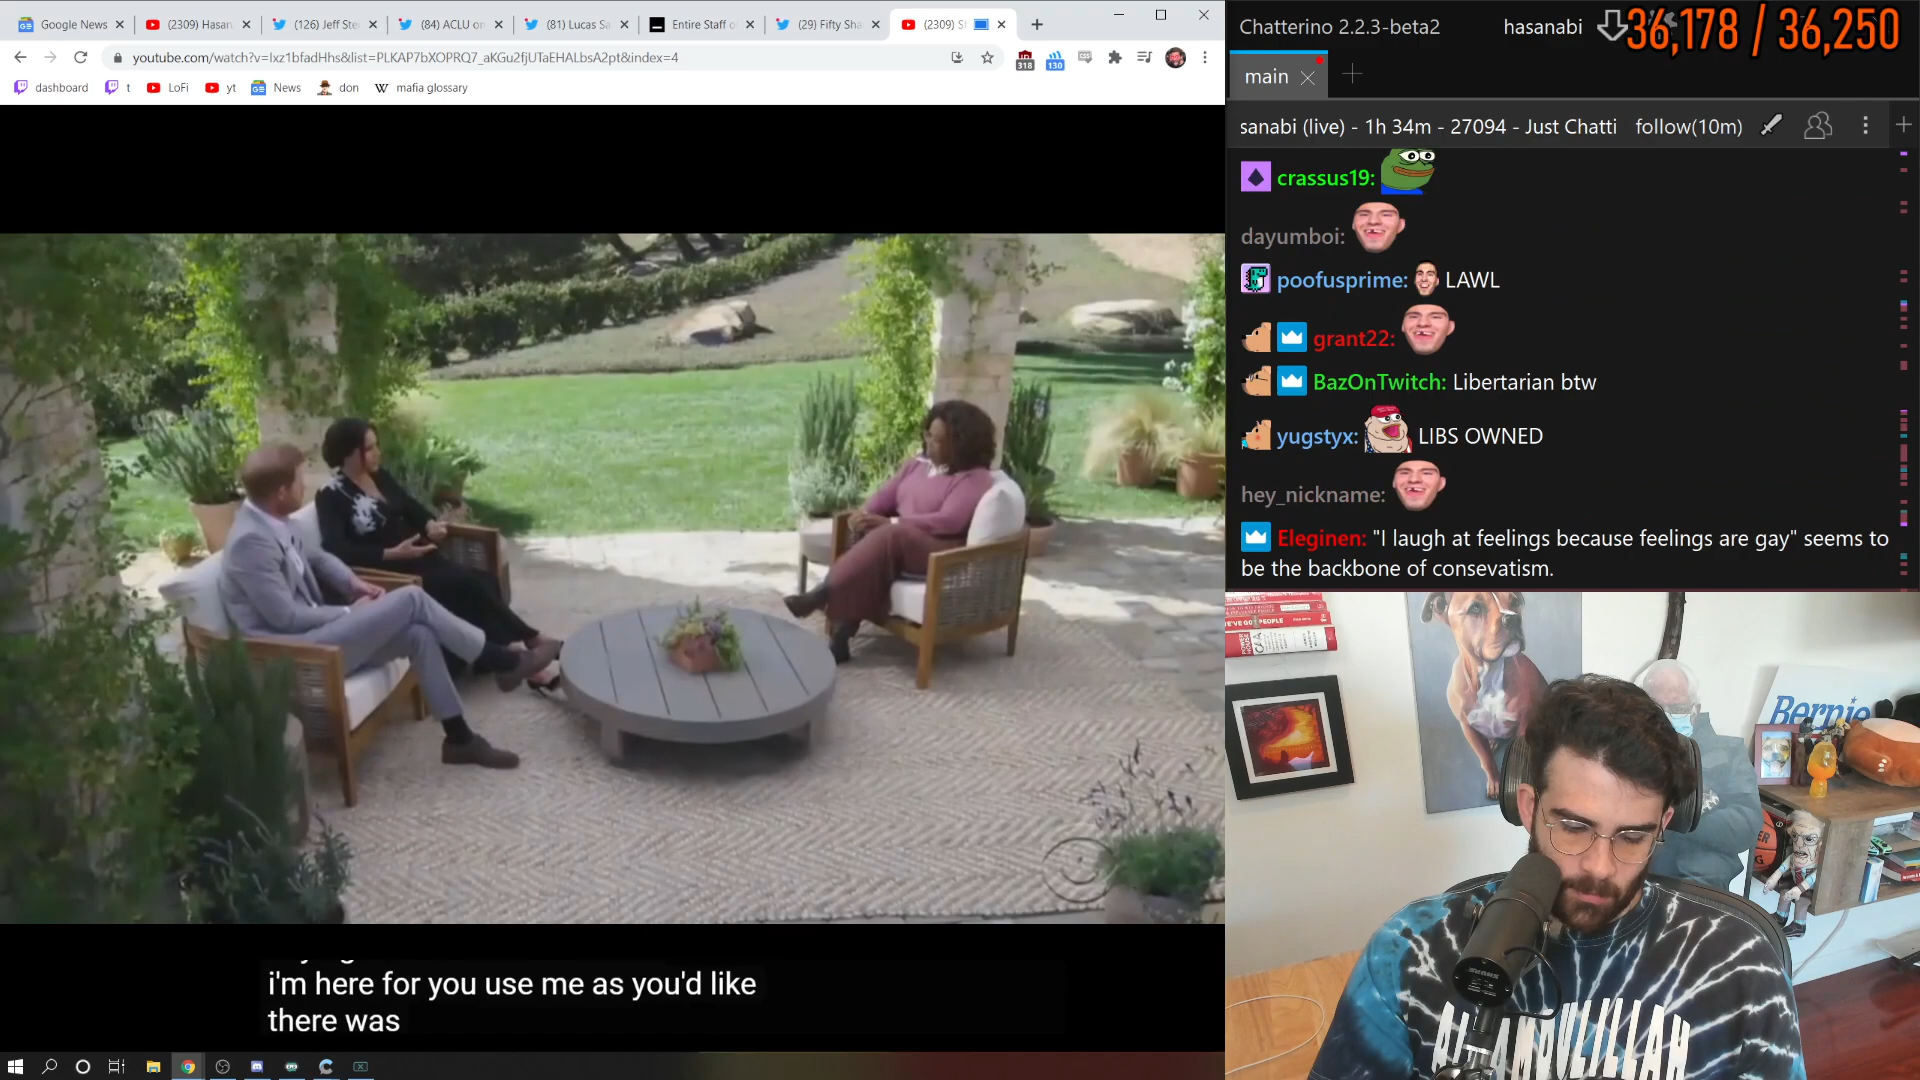 Google News
(2309) Hasan
(126) Jeff Ste
(84) ACLU on
(81) Lucas Sa
Entire Staff o
(29) Fifty Sha
(2309) S
youtube.com/watch?v=Ixz1bfadHhs&list=PLKAP7bXOPRQ7_aKGu2fjUTaEHALbsA2pt&index=4
318
130
dashboard
t
LoFi
yt
News
don
W mafia glossary
i'm here for you use me as you'd like
there was
Chatterino 2.2.3-beta2
hasanabi
36,178 / 36,250
main
sanabi (live) - 1h 34m - 27094 - Just Chatti
follow(10m)
crassus19:
dayumboi:
poofusprime: LAWL
grant22:
BazOnTwitch: Libertarian btw
yugstyx: LIBS OWNED
hey_nickname:
Eleginen: "I laugh at feelings because feelings are gay" seems to
be the backbone of consevatism.
Bernie